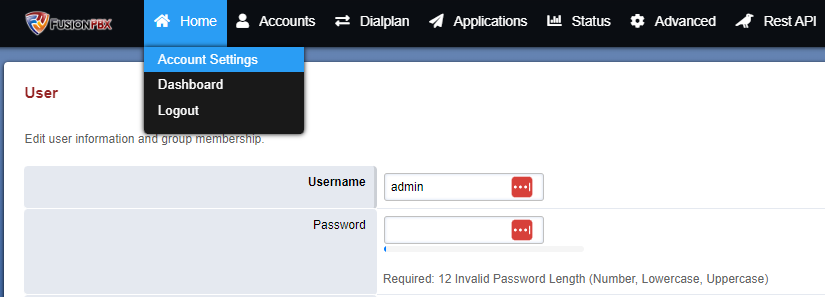 FUSIONPBX Home Accounts Dialplan Applications Status Advanced Rest API
Account Settings
Dashboard
Logout
User
Edit user information and group membership.
Username admin
Password
Required: 12 Invalid Password Length (Number, Lowercase, Uppercase)